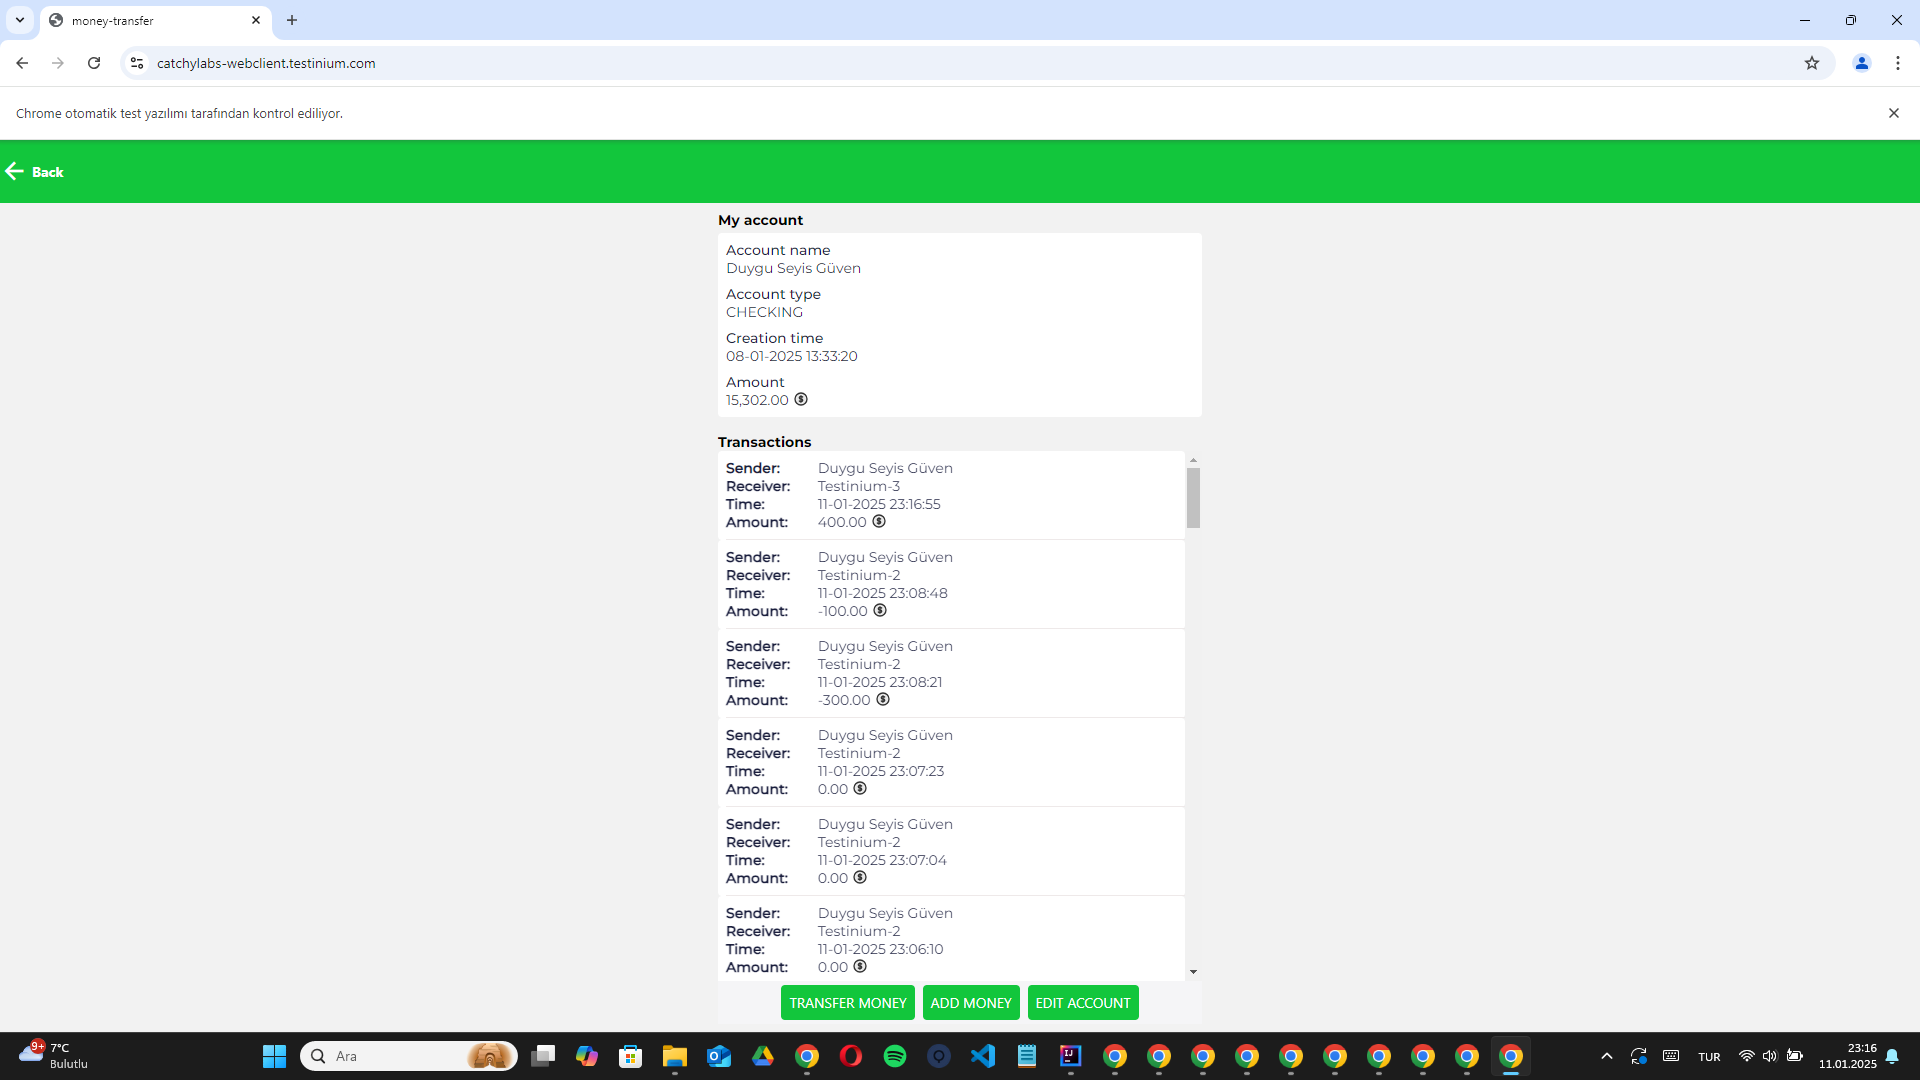 money-transfer
catchylabs-webclient.testinium.com
Chrome otomatik test yazılımı tarafından kontrol ediliyor.
Back
My account
Account name
Duygu Seyis Güven
Account type
CHECKING
Creation time
08-01-2025 13:33:20
Amount
15,302.00
Transactions
Sender: Duygu Seyis Güven
Receiver: Testinium-3
Time: 11-01-2025 23:16:55
Amount: 400.00
Sender: Duygu Seyis Güven
Receiver: Testinium-2
Time: 11-01-2025 23:08:48
Amount: -100.00
Sender: Duygu Seyis Güven
Receiver: Testinium-2
Time: 11-01-2025 23:08:21
Amount: -300.00
Sender: Duygu Seyis Güven
Receiver: Testinium-2
Time: 11-01-2025 23:07:23
Amount: 0.00
Sender: Duygu Seyis Güven
Receiver: Testinium-2
Time: 11-01-2025 23:07:04
Amount: 0.00
Sender: Duygu Seyis Güven
Receiver: Testinium-2
Time: 11-01-2025 23:06:10
Amount: 0.00
TRANSFER MONEY ADD MONEY EDIT ACCOUNT
9+ 7°C
Bulutlu
Ara
TUR
23:16
11.01.2025